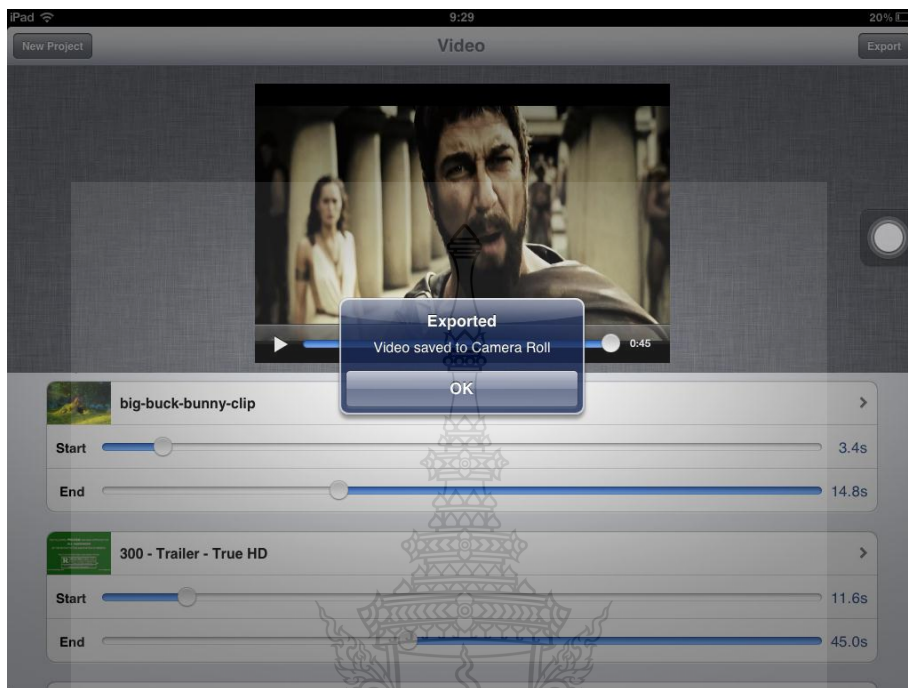 iPad
9:29
20%
New Project
Video
Export
Exported
Video saved to Camera Roll
0:45
OK
big-buck-bunny-clip
Start
3.4s
End
14.8s
300 - Trailer - True HD
Start
11.6s
End
45.0s